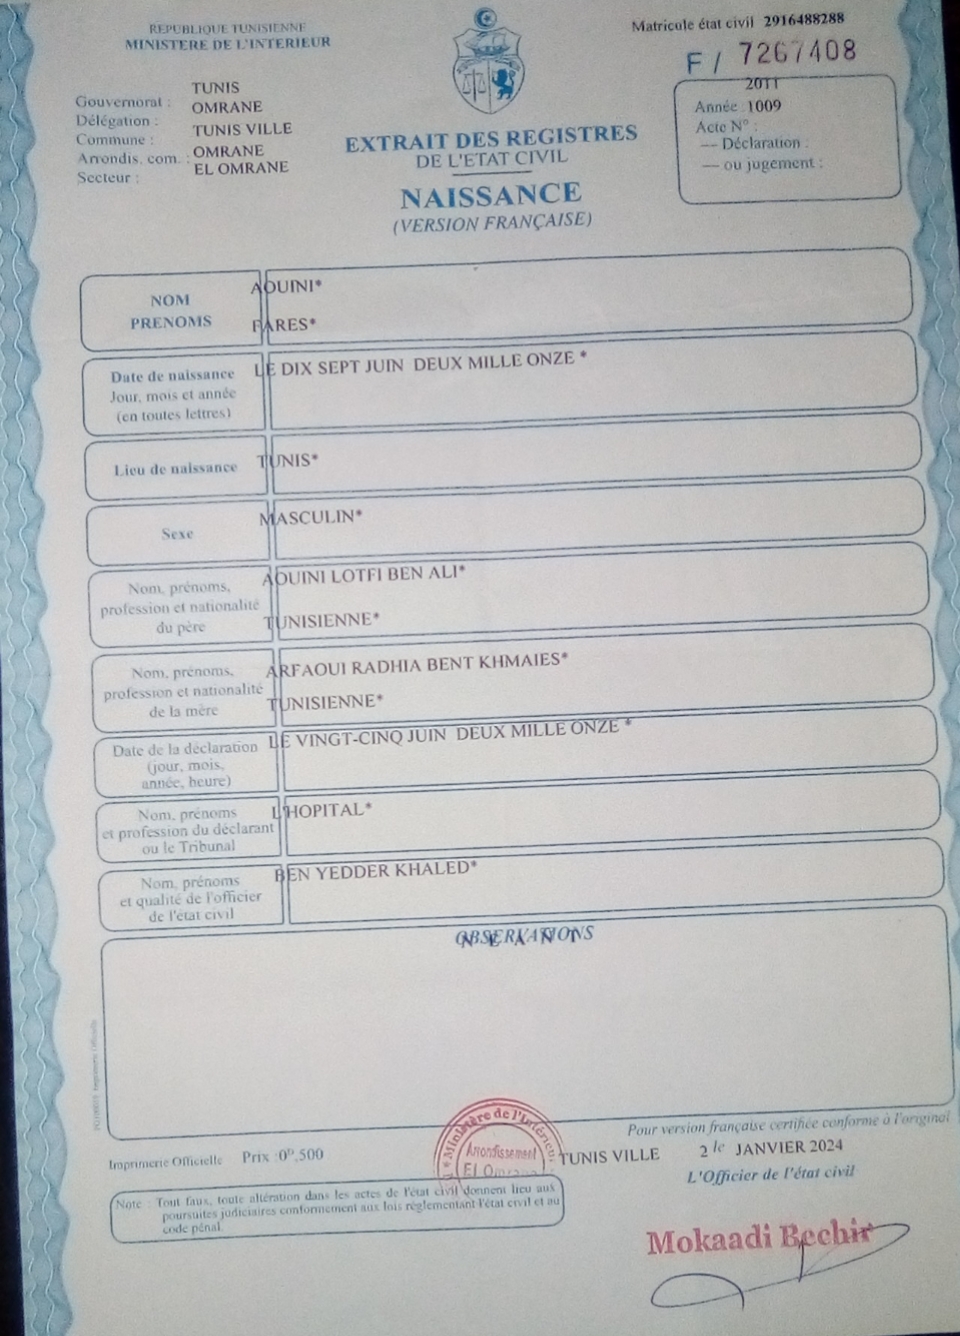 REPUBLIQUE TUNISIENNE
MINISTERE DE L'INTERIEUR
Matricule état civil 2916488288
F / 7267408
Gouvernorat : TUNIS
Délégation : OMRANE
Commune : TUNIS VILLE
Arrondis. com. : OMRANE
Secteur : EL OMRANE
EXTRAIT DES REGISTRES
DE L'ETAT CIVIL
NAISSANCE
(VERSION FRANÇAISE)
2011
Année : 1009
Acte N° :
— Déclaration :
— ou jugement :
NOM AOUINI*
PRENOMS FARES*
Date de naissance LE DIX SEPT JUIN DEUX MILLE ONZE *
Jour, mois et année
(en toutes lettres)
Lieu de naissance TUNIS*
Sexe MASCULIN*
Nom, prénoms, AOUINI LOTFI BEN ALI*
profession et nationalité
du père TUNISIENNE*
Nom, prénoms, ARFAOUI RADHIA BENT KHMAIES*
profession et nationalité
de la mère TUNISIENNE*
Date de la déclaration LE VINGT-CINQ JUIN DEUX MILLE ONZE *
(jour, mois,
année, heure)
Nom, prénoms L'HOPITAL*
et profession du déclarant
ou le Tribunal
Nom, prénoms BEN YEDDER KHALED*
et qualité de l'officier
de l'état civil
OBSERVATIONS
Pour version française certifiée conforme à l'original
Imprimerie Officielle Prix :0ᴰ,500
Ministère de l'Intérieur
Arrondissement
El Omrane
TUNIS VILLE 2 le JANVIER 2024
L'Officier de l'état civil
Note : Tout faux, toute altération dans les actes de l'état civil donnent lieu aux
poursuites judiciaires conformement aux lois règlementant l'état civil et au
code pénal.
Mokaadi Bechir